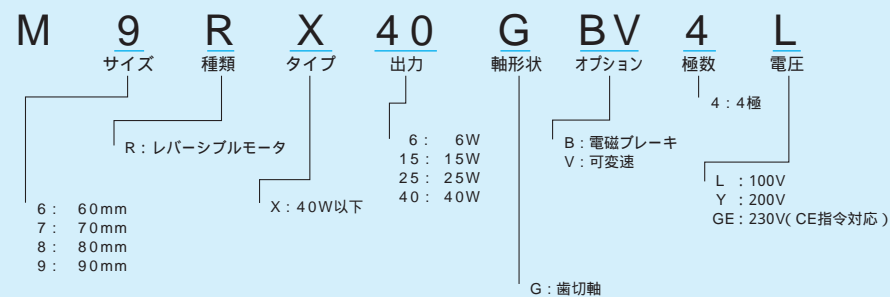 M 9 R X 40 G BV 4 L
サイズ 種類 タイプ 出力 軸形状 オプション 極数 電圧
4 : 4極
R : レバーシブルモータ
6 : 6W
15 : 15W
25 : 25W
40 : 40W
B : 電磁ブレーキ
V : 可変速
L : 100V
Y : 200V
GE : 230V( CE指令対応 )
X : 40W以下
6 : 60mm
7 : 70mm
8 : 80mm
9 : 90mm
G : 歯切軸